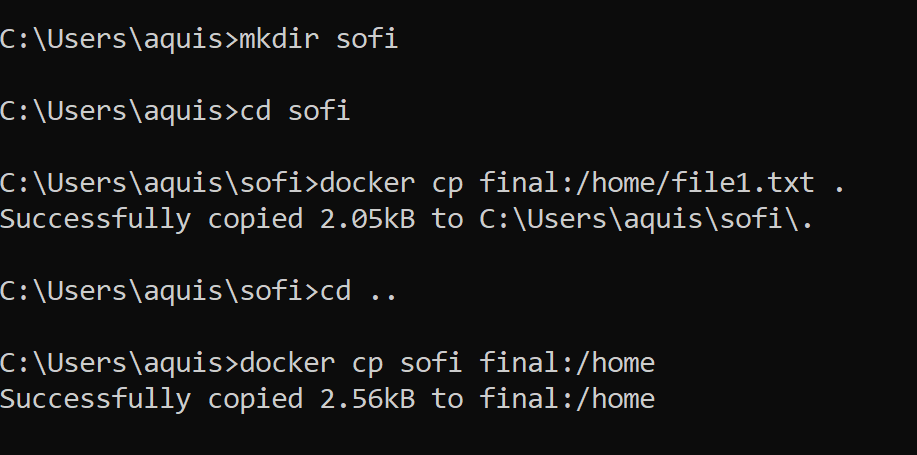 C:\Users\aquis>mkdir sofi
C:\Users\aquis>cd sofi
C:\Users\aquis\sofi>docker cp final:/home/file1.txt .
Successfully copied 2.05kB to C:\Users\aquis\sofi\.
C:\Users\aquis\sofi>cd ..
C:\Users\aquis>docker cp sofi final:/home
Successfully copied 2.56kB to final:/home